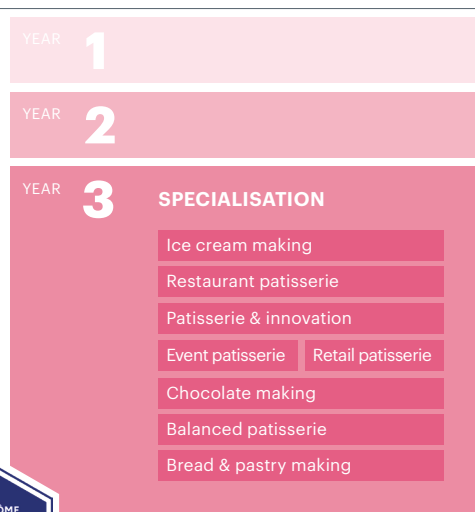 YEAR 1
YEAR 2
YEAR 3
SPECIALISATION
Ice cream making
Restaurant patisserie
Patisserie & innovation
Event patisserie Retail patisserie
Chocolate making
Balanced patisserie
Bread & pastry making